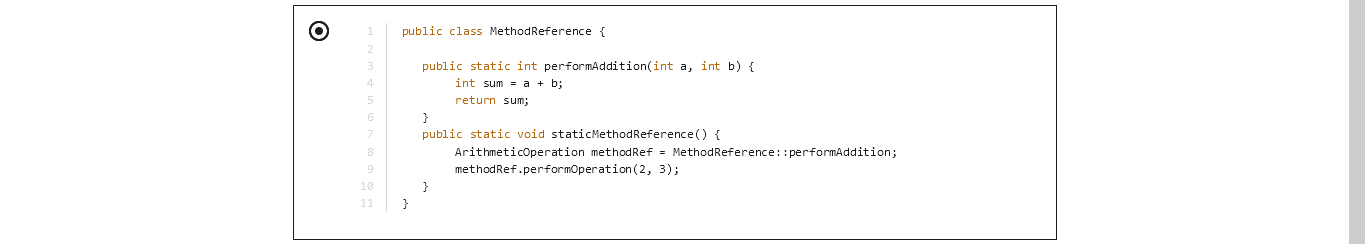 1 public class MethodReference {
2
3 public static int performAddition(int a, int b) {
4 int sum = a + b;
5 return sum;
6 }
7 public static void staticMethodReference() {
8 ArithmeticOperation methodRef = MethodReference::performAddition;
9 methodRef.performOperation(2, 3);
10 }
11 }